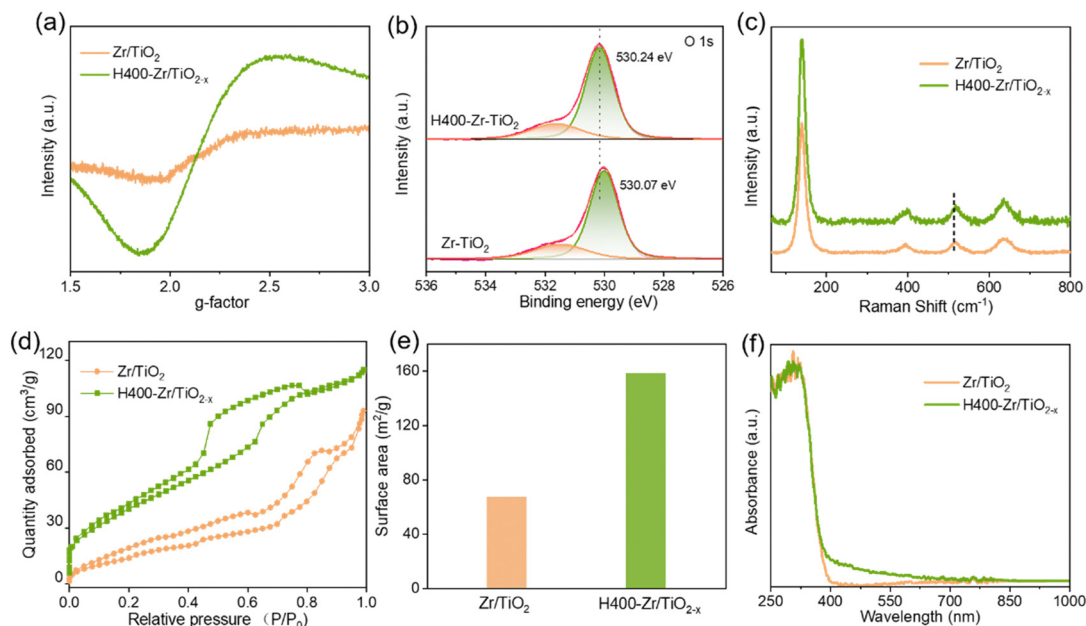 (a)
Zr/TiO₂
H400-Zr/TiO₂₋ₓ
Intensity (a.u.)
1.5 2.0 2.5 3.0
g-factor
(b)
O 1s
530.24 eV
H400-Zr-TiO₂
530.07 eV
Zr-TiO₂
Intensity (a.u.)
536 534 532 530 528 526
Binding energy (eV)
(c)
Zr/TiO₂
H400-Zr/TiO₂₋ₓ
Intensity (a.u.)
200 400 600 800
Raman Shift (cm⁻¹)
(d)
Zr/TiO₂
H400-Zr/TiO₂₋ₓ
Quantity adsorbed (cm³/g)
120
90
60
30
0
0.0 0.2 0.4 0.6 0.8 1.0
Relative pressure （P/P₀)
(e)
Surface area (m²/g)
160
120
80
40
0
Zr/TiO₂ H400-Zr/TiO₂₋ₓ
(f)
Zr/TiO₂
H400-Zr/TiO₂₋ₓ
Absorbance (a.u.)
250 400 550 700 850 1000
Wavelength (nm)